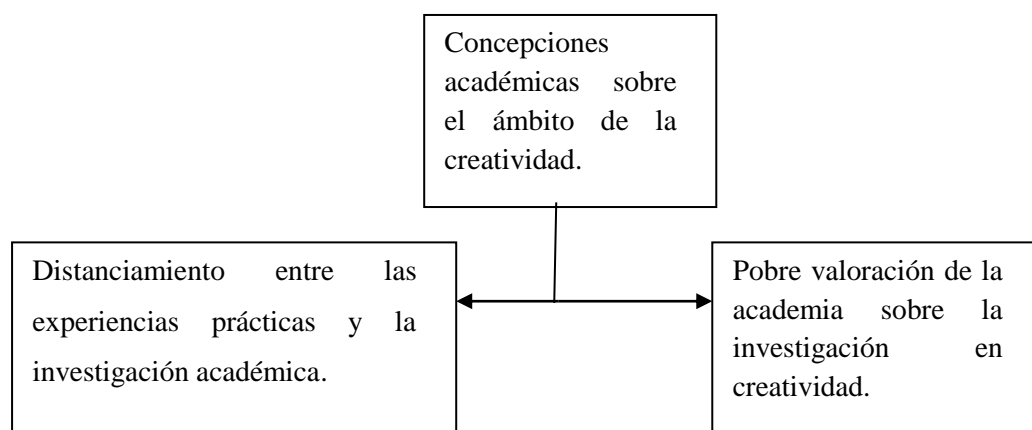 Concepciones
académicas sobre
el ámbito de la
creatividad.
Distanciamiento entre las
experiencias prácticas y la
investigación académica.
Pobre valoración de la
academia sobre la
investigación en
creatividad.